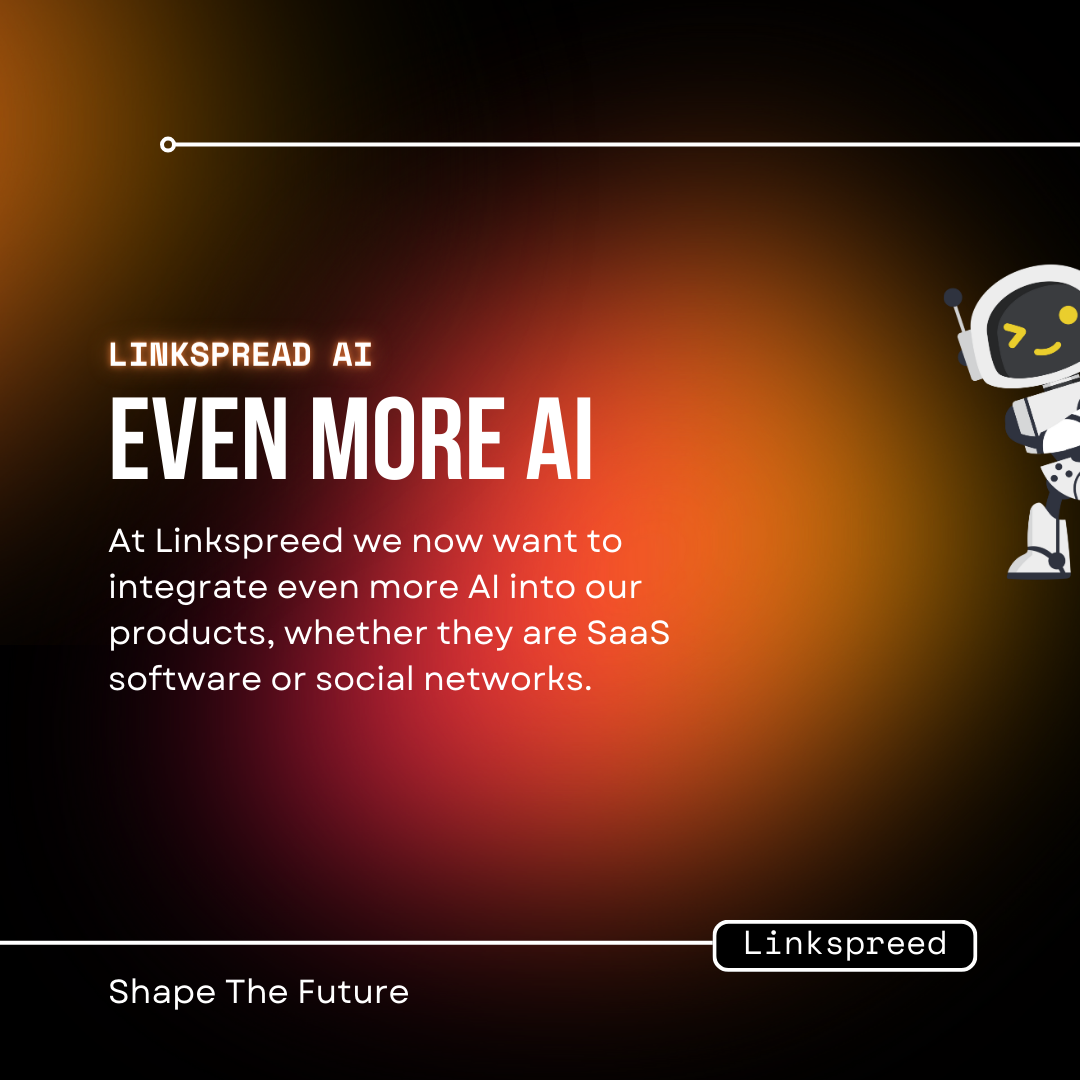 LINKSPREAD AI
EVEN MORE AI
At Linkspreed we now want to
integrate even more AI into our
products, whether they are SaaS
software or social networks.
Linkspreed
Shape The Future